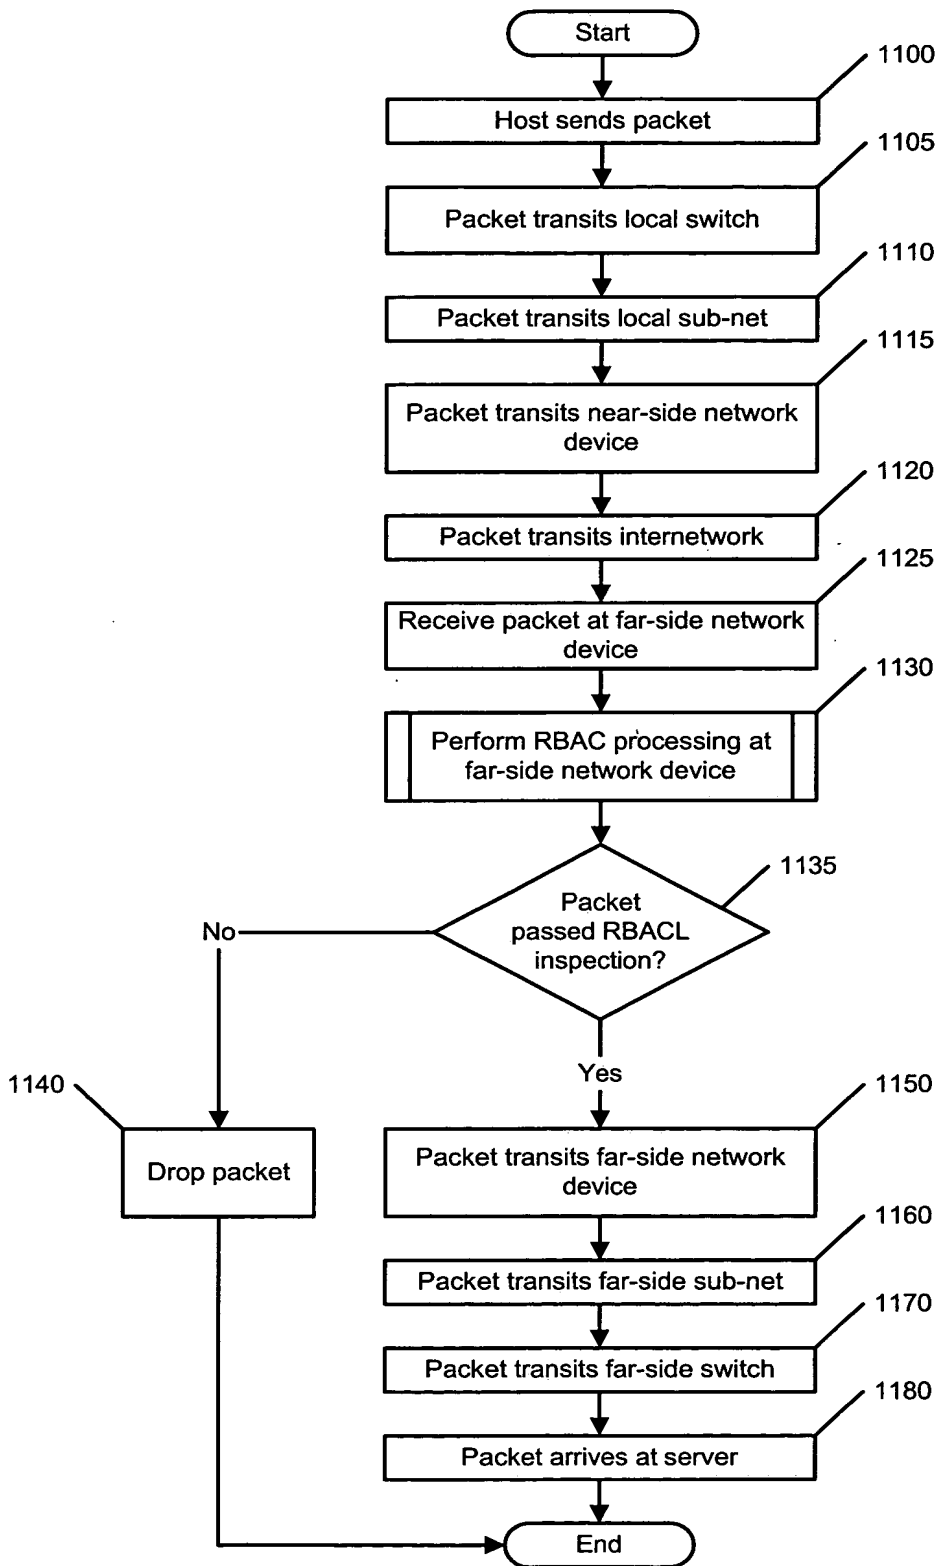 Start
1100
Host sends packet
1105
Packet transits local switch
1110
Packet transits local sub-net
1115
Packet transits near-side network
device
1120
Packet transits internetwork
1125
Receive packet at far-side network
device
1130
Perform RBAC processing at
far-side network device
1135
Packet
passed RBACL
inspection?
No
Yes
1140
Drop packet
1150
Packet transits far-side network
device
1160
Packet transits far-side sub-net
1170
Packet transits far-side switch
1180
Packet arrives at server
End